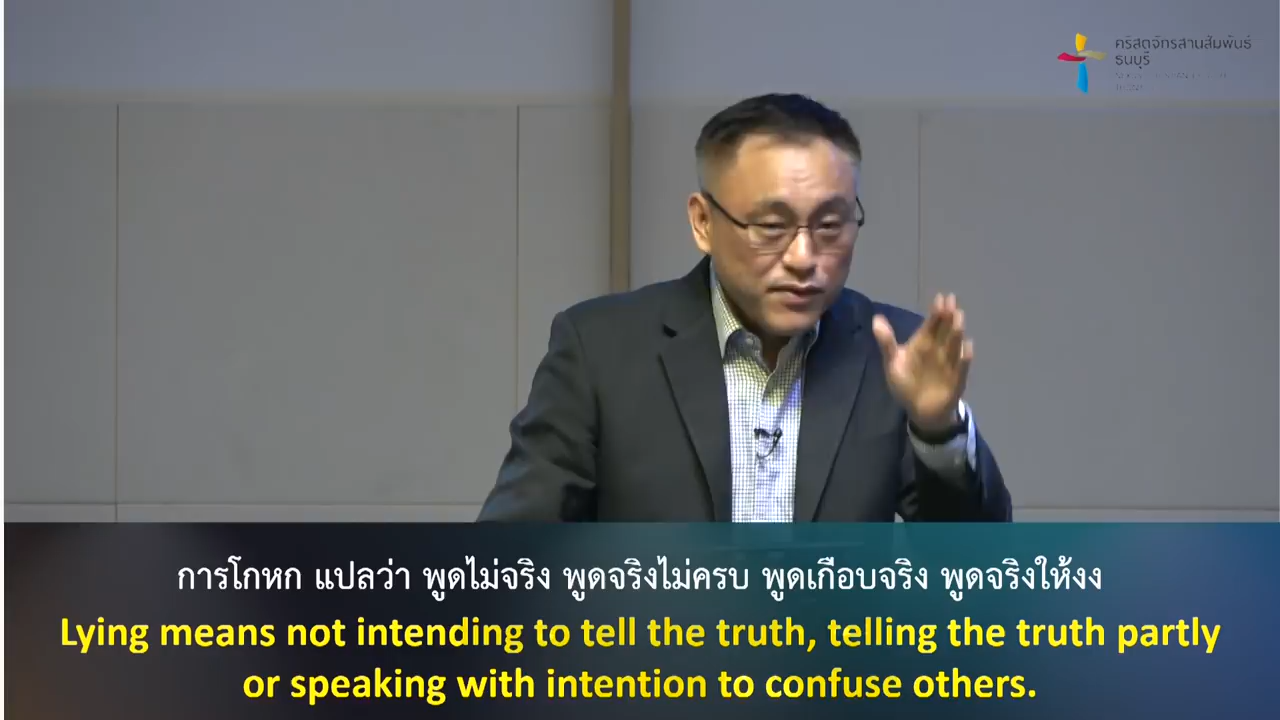 คริสตจักรสานสัมพันธ์
ธนบุรี
การโกหก แปลว่า พูดไม่จริง พูดจริงไม่ครบ พูดเกือบจริง พูดจริงให้งง
Lying means not intending to tell the truth, telling the truth partly
or speaking with intention to confuse others.